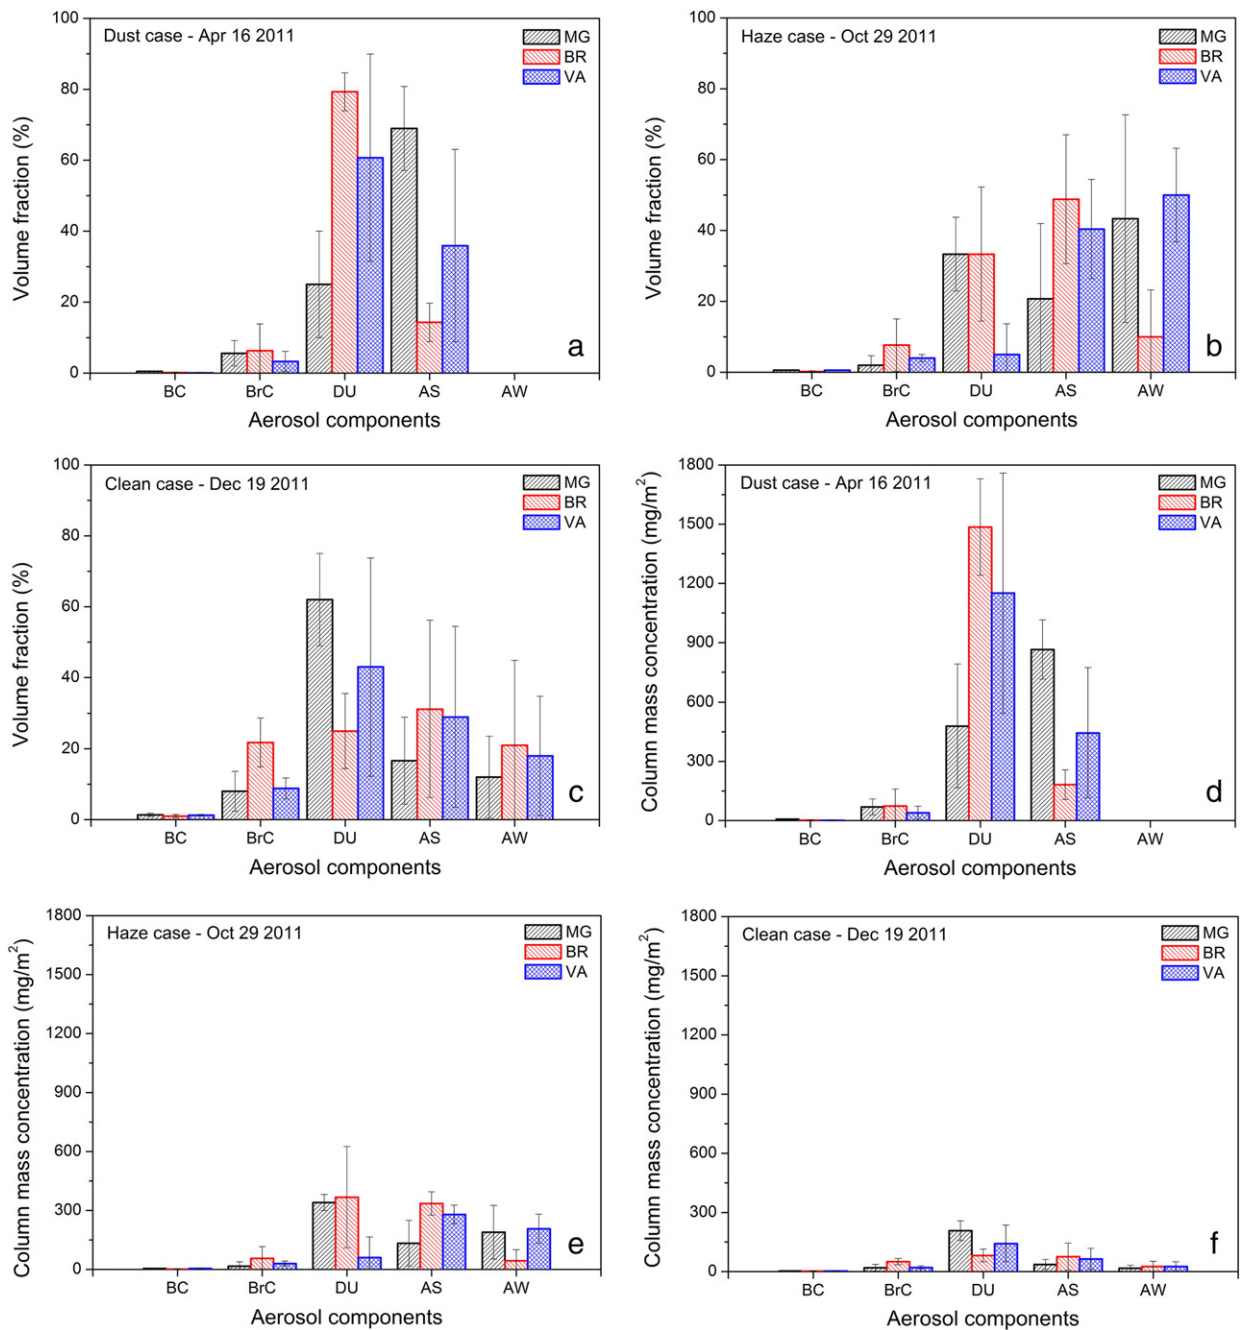 Dust case - Apr 16 2011
MG
BR
VA
100
80
60
40
20
0
Volume fraction (%)
BC BrC DU AS AW
Aerosol components
a
Haze case - Oct 29 2011
MG
BR
VA
100
80
60
40
20
0
Volume fraction (%)
BC BrC DU AS AW
Aerosol components
b
Clean case - Dec 19 2011
MG
BR
VA
100
80
60
40
20
0
Volume fraction (%)
BC BrC DU AS AW
Aerosol components
c
Dust case - Apr 16 2011
MG
BR
VA
1800
1500
1200
900
600
300
0
Column mass concentration (mg/m²)
BC BrC DU AS AW
Aerosol components
d
Haze case - Oct 29 2011
MG
BR
VA
1800
1500
1200
900
600
300
0
Column mass concentration (mg/m²)
BC BrC DU AS AW
Aerosol components
e
Clean case - Dec 19 2011
MG
BR
VA
1800
1500
1200
900
600
300
0
Column mass concentration (mg/m²)
BC BrC DU AS AW
Aerosol components
f